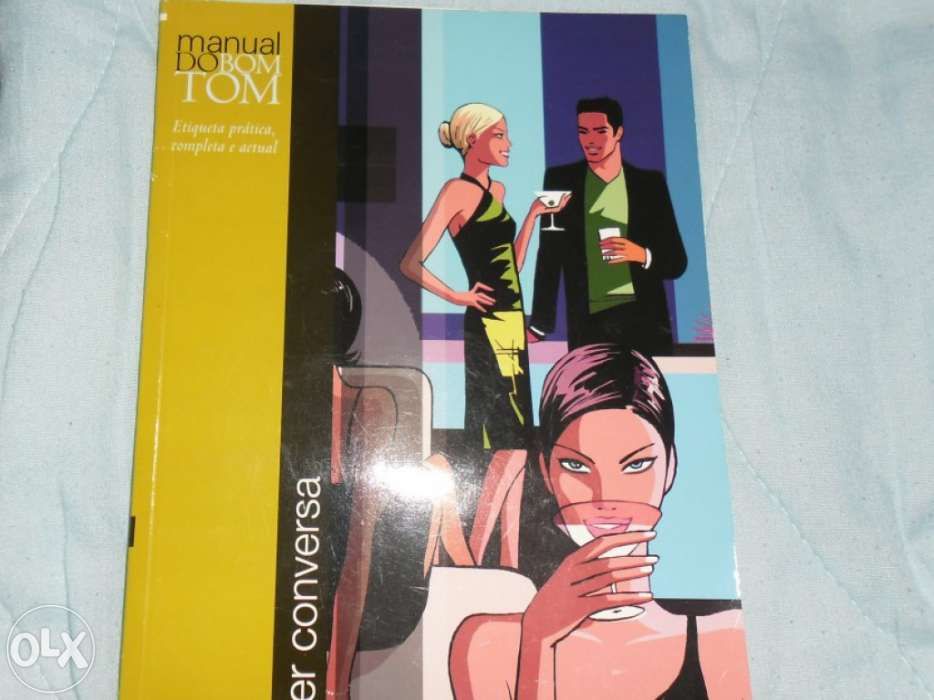 manual
DO BOM
TOM
Etiqueta prática,
completa e actual
er conversa
OLX